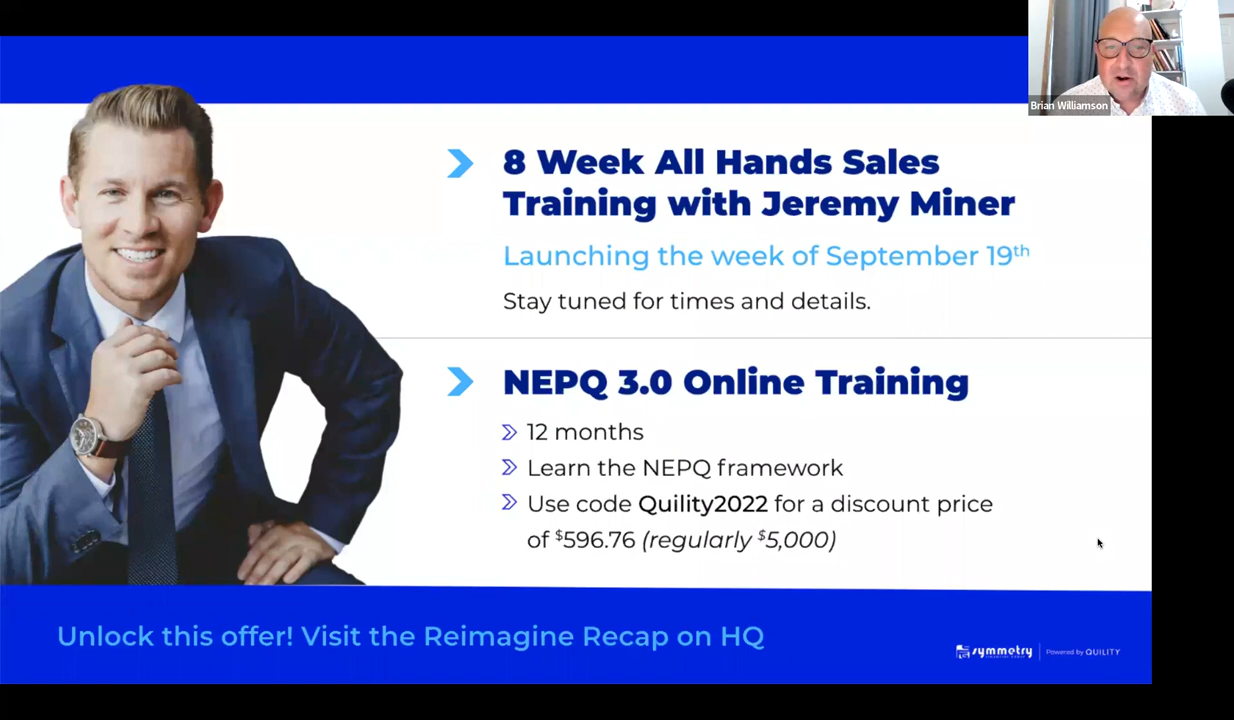 Brian Williamson
8 Week All Hands Sales
Training with Jeremy Miner
Launching the week of September 19th
Stay tuned for times and details.
NEPQ 3.0 Online Training
12 months
Learn the NEPQ framework
Use code Quility2022 for a discount price
of $596.76 (regularly $5,000)
Unlock this offer! Visit the Reimagine Recap on HQ
symmetry
Powered by QUILITY